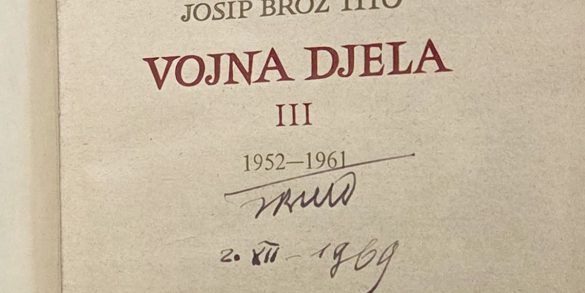 JOSIP BROZ TITO
VOJNA DJELA
III
1952—1961
2. XII – 1969